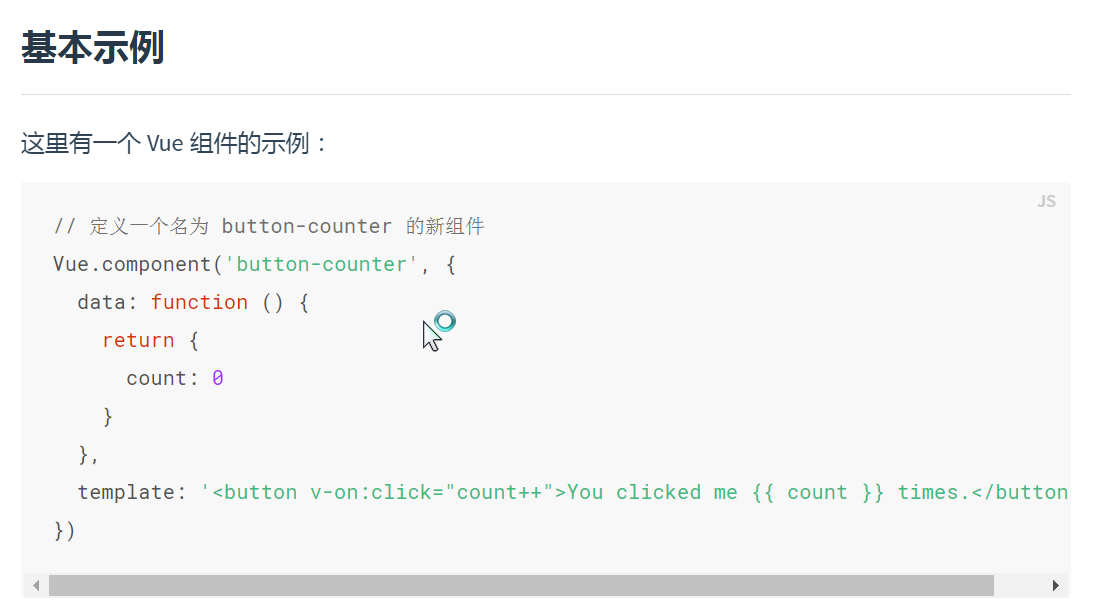 基本示例
这里有一个 Vue 组件的示例：
JS
// 定义一个名为 button-counter 的新组件
Vue.component('button-counter', {
  data: function () {
    return {
      count: 0
    }
  },
  template: '<button v-on:click="count++">You clicked me {{ count }} times.</button
})